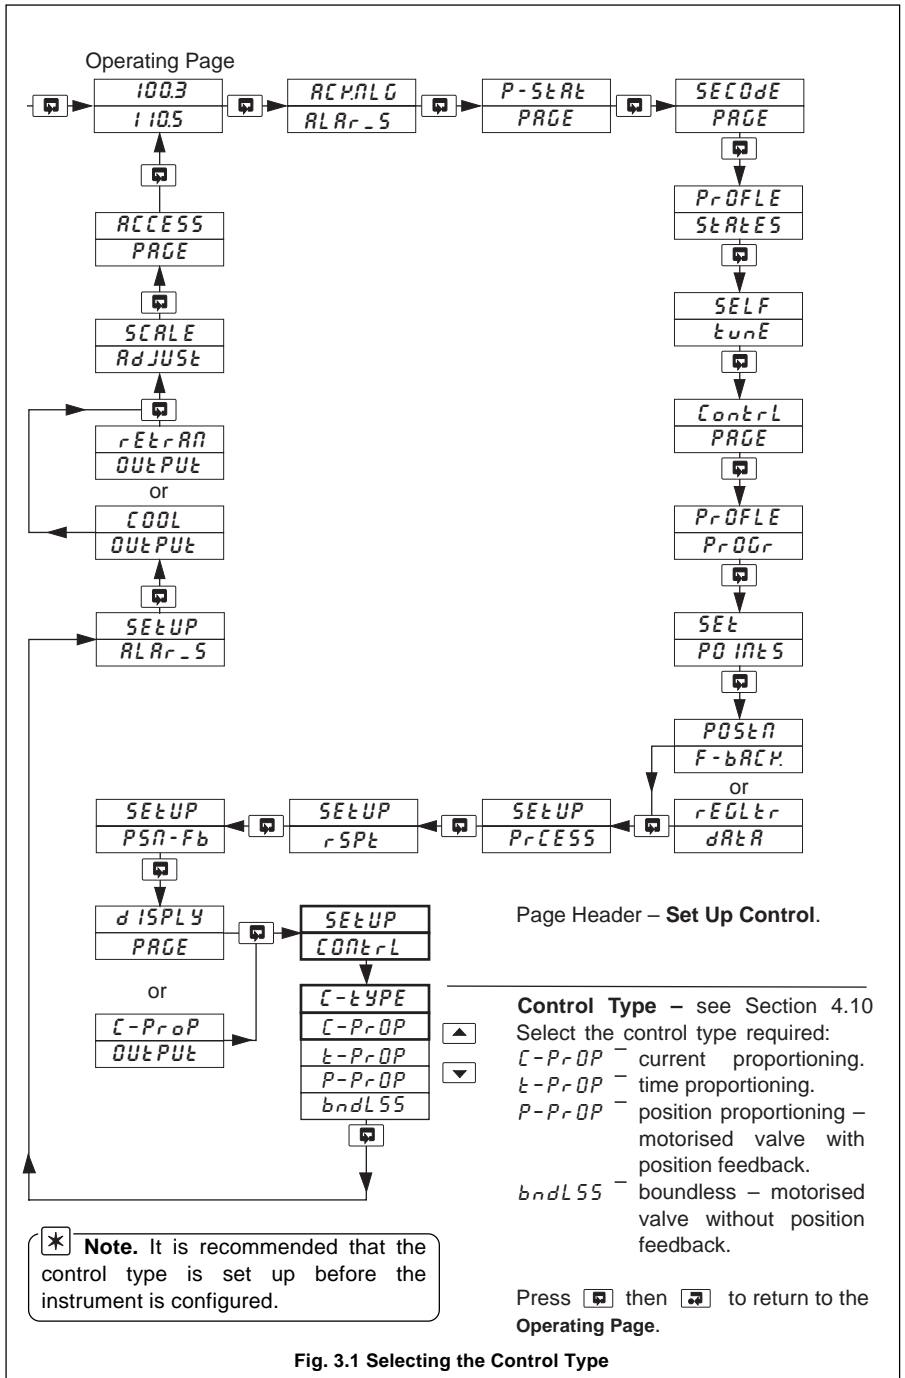 Operating Page
100.3
110.5
ACK.NLG
ALAr_S
P-StAt
PAGE
SECOdE
PAGE
PrOFLE
StAtES
SELF
tunE
ContrL
PAGE
PrOFLE
PrOGr
SEt
POINtS
POStN
F-bACK.
or
rEGLtr
dAtA
SEtUP
PrCESS
SEtUP
rSPt
SEtUP
PSN-Fb
dISPLY
PAGE
or
C-ProP
OUtPUt
SEtUP
CONtrL
C-tYPE
C-PrOP
t-PrOP
P-PrOP
bndLSS
SEtUP
ALAr_S
COOL
OUtPUt
or
rEtrAN
OUtPUt
SCALE
AdJUSt
ACCESS
PAGE
Page Header – Set Up Control.
Control Type – see Section 4.10
Select the control type required:
C-PrOP – current proportioning.
t-PrOP – time proportioning.
P-PrOP – position proportioning –
motorised valve with
position feedback.
bndLSS – boundless – motorised
valve without position
feedback.
Note. It is recommended that the
control type is set up before the
instrument is configured.
Press then to return to the
Operating Page.
Fig. 3.1 Selecting the Control Type